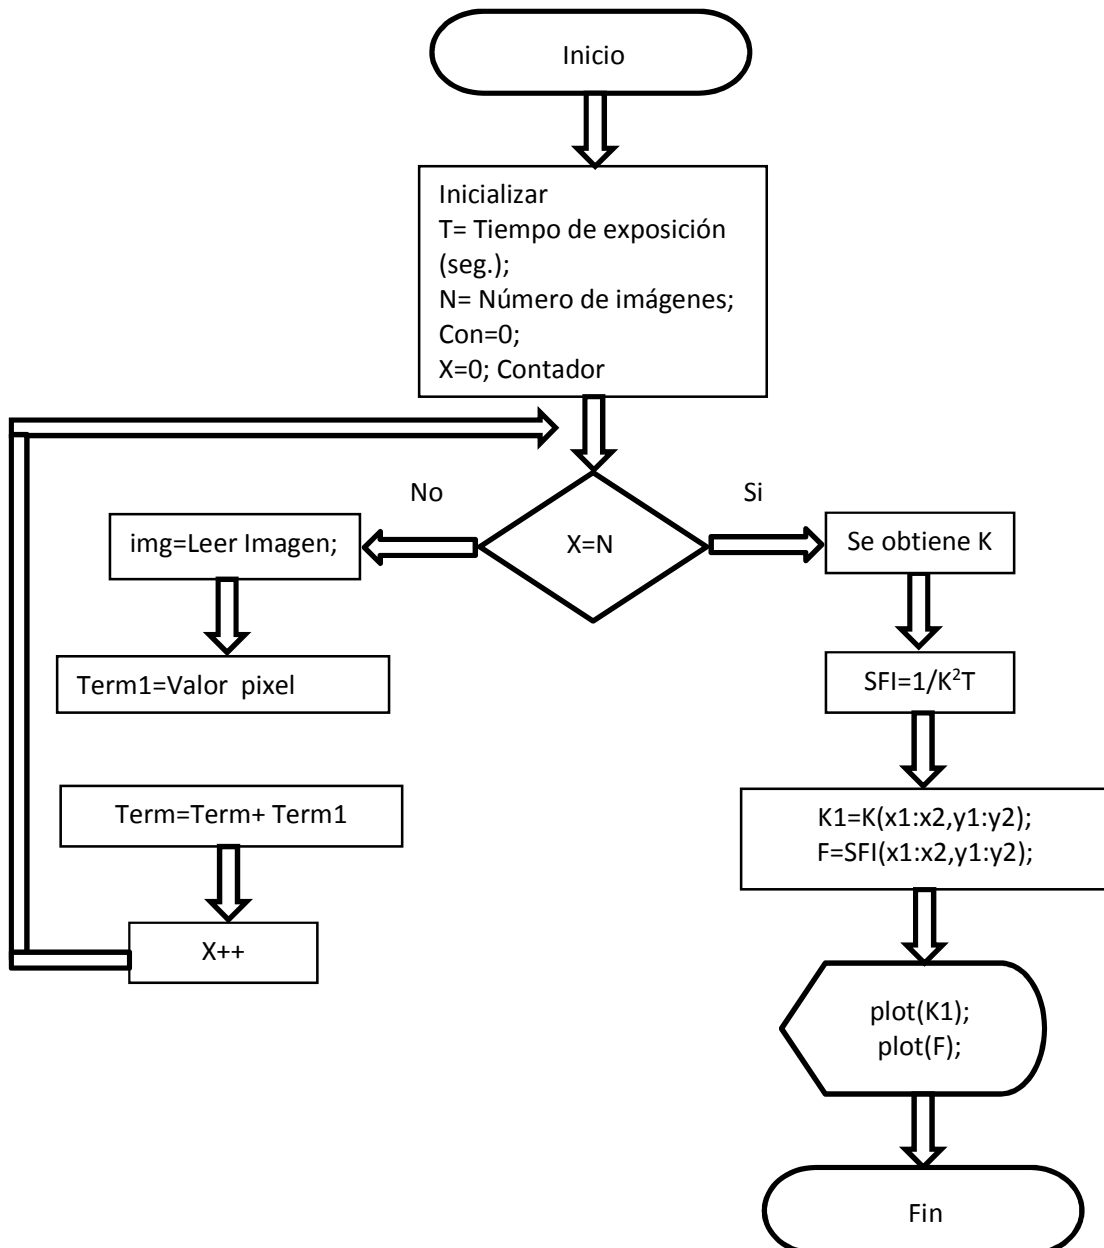 Inicio
Inicializar
T= Tiempo de exposición
(seg.);
N= Número de imágenes;
Con=0;
X=0; Contador
No
Si
img=Leer Imagen;
X=N
Se obtiene K
Term1=Valor pixel
SFI=1/K²T
Term=Term+ Term1
K1=K(x1:x2,y1:y2);
F=SFI(x1:x2,y1:y2);
X++
plot(K1);
plot(F);
Fin